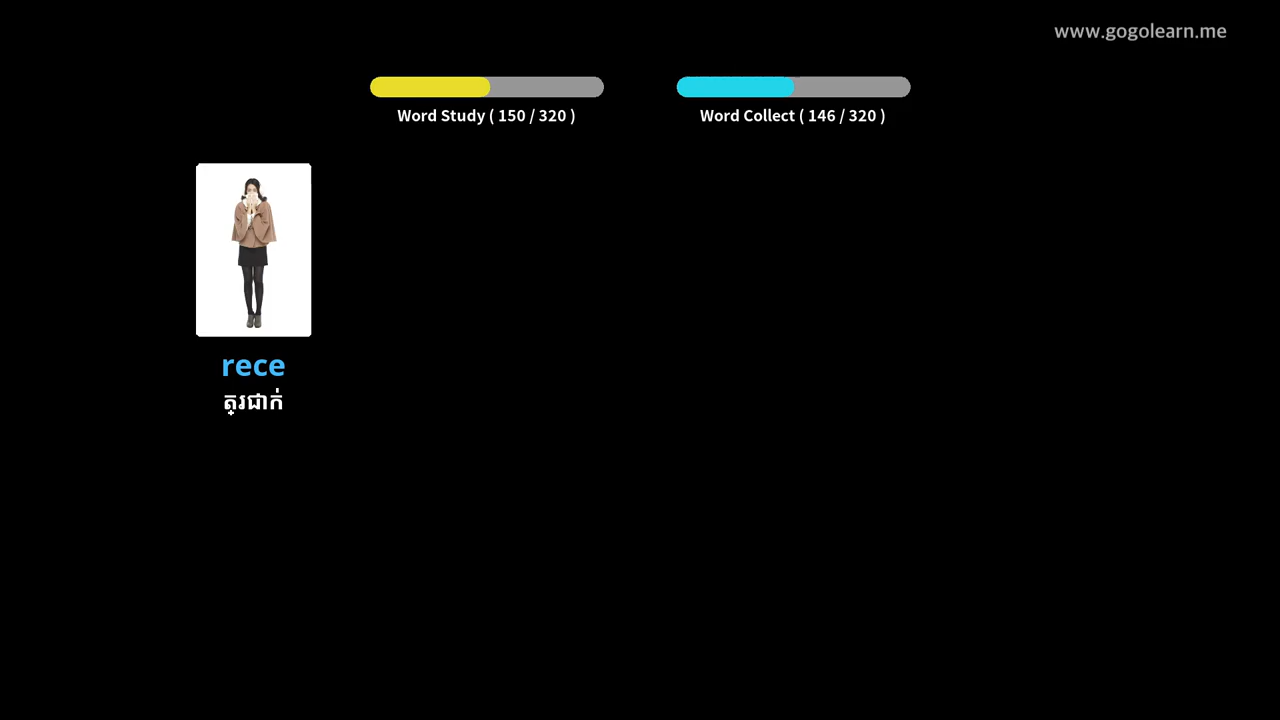 www.gogolearn.me
Word Study ( 150 / 320 )
Word Collect ( 146 / 320 )
rece
ត្រជាក់